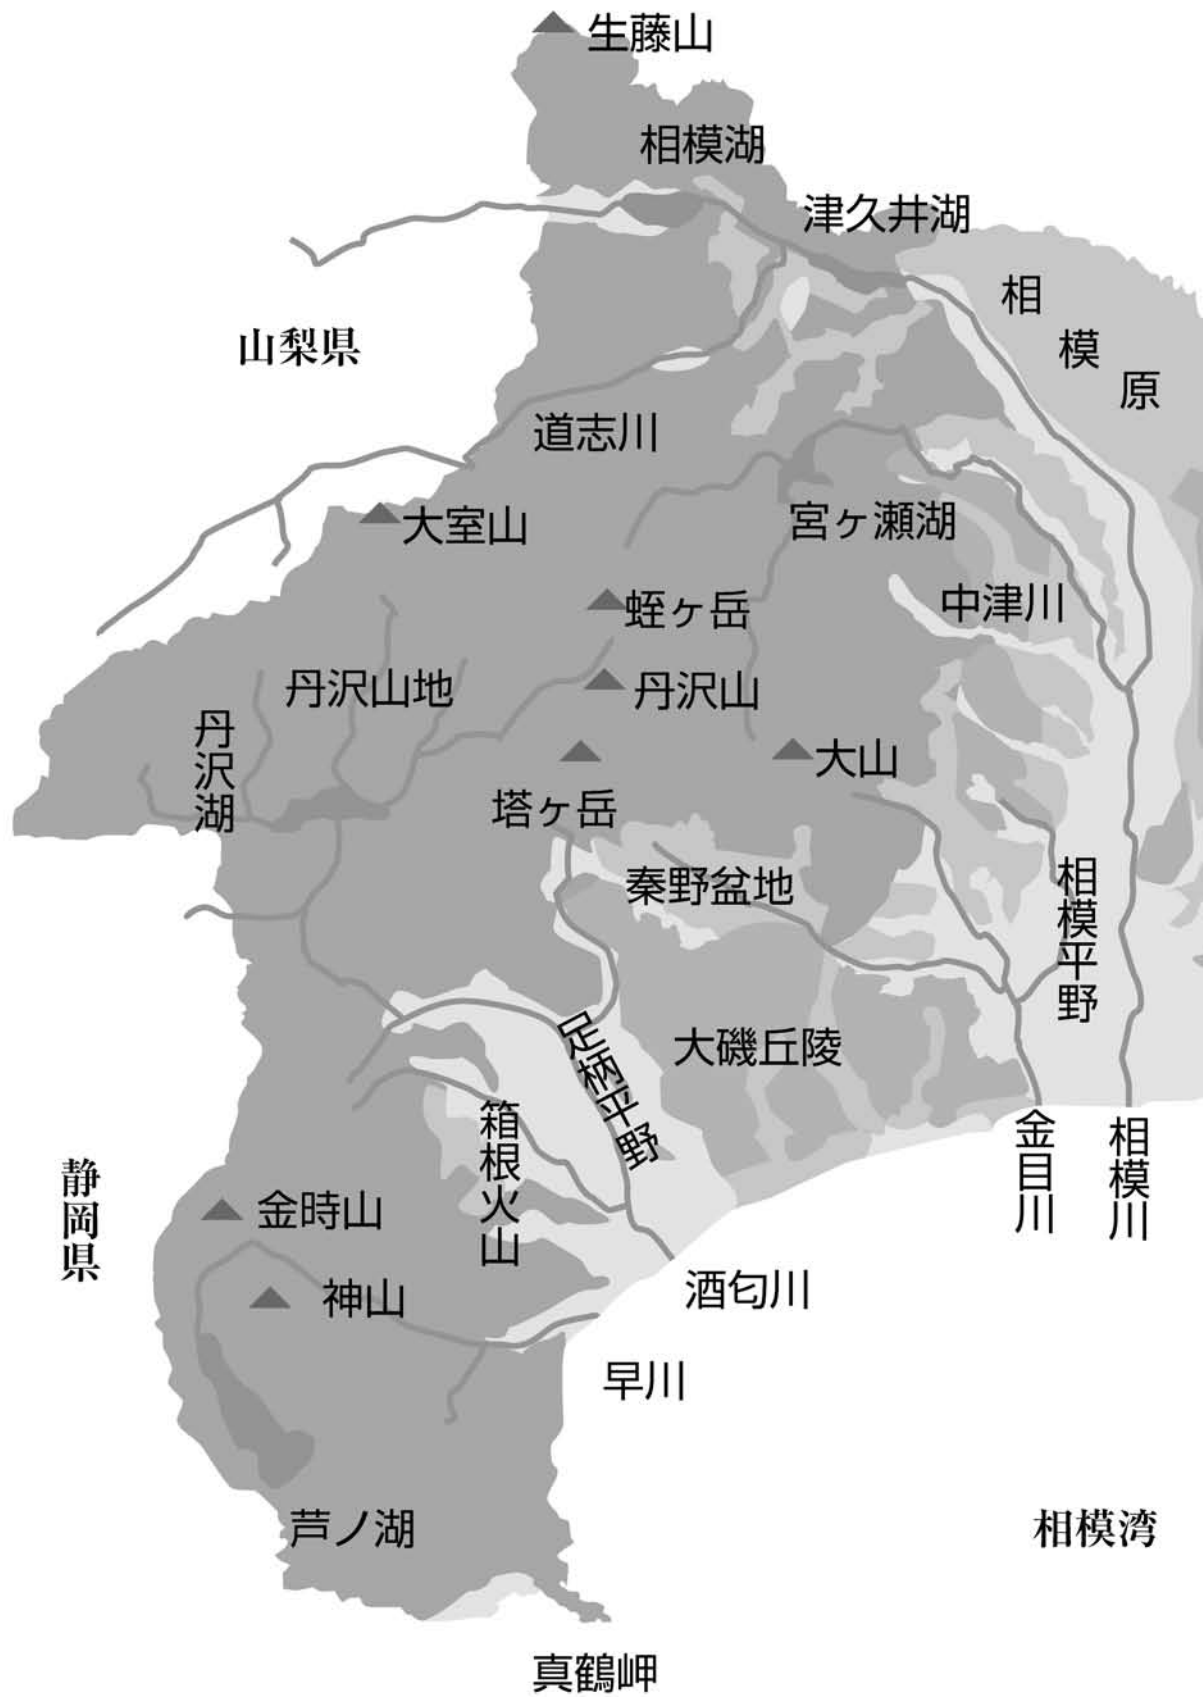 生藤山
相模湖
津久井湖
相模原
山梨県
道志川
大室山
宮ヶ瀬湖
蛭ヶ岳
中津川
丹沢山地
丹沢山
丹沢湖
大山
塔ヶ岳
秦野盆地
相模平野
足柄平野
大磯丘陵
箱根火山
金目川
相模川
静岡県
金時山
神山
酒匂川
早川
芦ノ湖
相模湾
真鶴岬